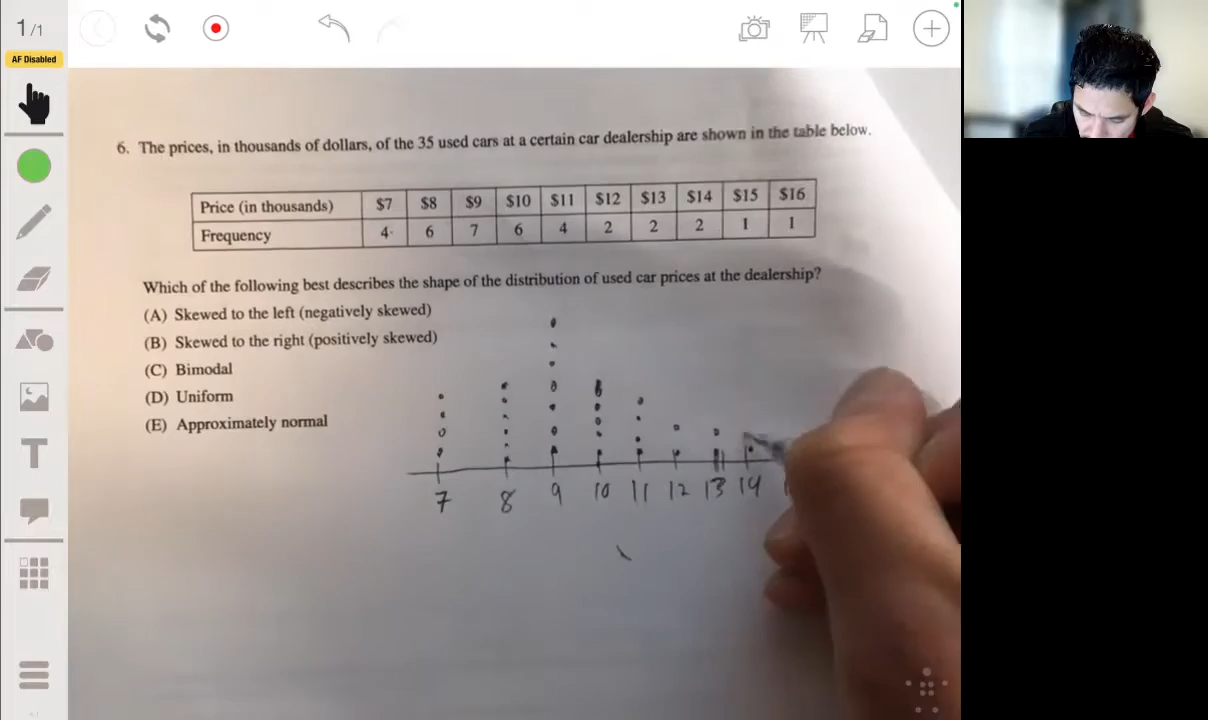 1/1
AF Disabled
6. The prices, in thousands of dollars, of the 35 used cars at a certain car dealership are shown in the table below.
Price (in thousands) $7 $8 $9 $10 $11 $12 $13 $14 $15 $16
Frequency 4 6 7 6 4 2 2 2 1 1
Which of the following best describes the shape of the distribution of used car prices at the dealership?
(A) Skewed to the left (negatively skewed)
(B) Skewed to the right (positively skewed)
(C) Bimodal
(D) Uniform
(E) Approximately normal
7 8 9 10 11 12 13 14
T